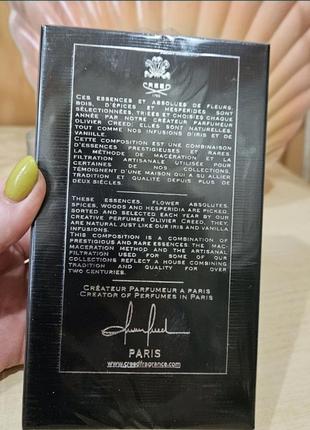 CREED
CES ESSENCES ET ABSOLUES DE FLEURS,
BOIS, D'ÉPICES ET HESPÉRIDES SONT
SÉLECTIONNÉES, TRIÉES ET CHOISIES CHAQUE
ANNÉE PAR NOTRE CRÉATEUR PARFUMEUR
OLIVIER CREED. ELLES SONT NATURELLES,
TOUT COMME NOS INFUSIONS D'IRIS ET DE
VANILLE.
CETTE COMPOSITION EST UNE COMBINAISON
D'ESSENCES PRESTIGIEUSES ET RARES.
LA MÉTHODE DE MACÉRATION ET LA
FILTRATION ARTISANALE UTILISÉE POUR
CERTAINES DE NOS COLLECTIONS,
TÉMOIGNENT D'UNE MAISON QUI A SU ALLIER
TRADITION ET QUALITÉ DEPUIS PLUS DE
DEUX SIÈCLES.
THESE ESSENCES, FLOWER ABSOLUTES,
SPICES, WOODS AND HESPERIDIA ARE PICKED,
SORTED AND SELECTED EACH YEAR BY OUR
CREATIVE PERFUMER OLIVIER CREED. THEY
ARE NATURAL JUST LIKE OUR IRIS AND VANILLA
INFUSIONS.
THIS COMPOSITION IS A COMBINATION OF
PRESTIGIOUS AND RARE ESSENCES. THE MAC-
MACERATION METHOD AND THE ARTISANAL
FILTRATION USED FOR SOME OF OUR
COLLECTIONS REFLECT A HOUSE COMBINING
TRADITION AND QUALITY FOR OVER
TWO CENTURIES.
CRÉATEUR PARFUMEUR A PARIS
CREATOR OF PERFUMES IN PARIS
PARIS
www.creedfragrance.com